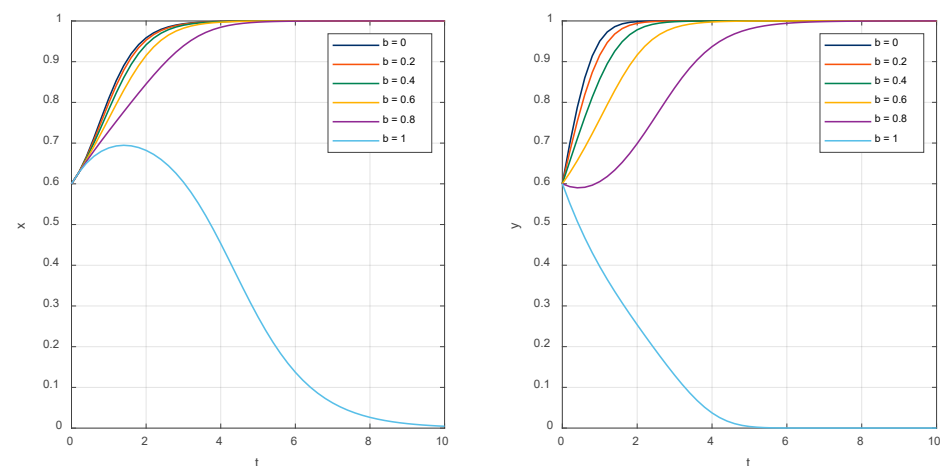 1
0.9
0.8
0.7
0.6
0.5
0.4
0.3
0.2
0.1
0
x
0 2 4 6 8 10
t
b = 0
b = 0.2
b = 0.4
b = 0.6
b = 0.8
b = 1
1
0.9
0.8
0.7
0.6
0.5
0.4
0.3
0.2
0.1
0
y
0 2 4 6 8 10
t
b = 0
b = 0.2
b = 0.4
b = 0.6
b = 0.8
b = 1